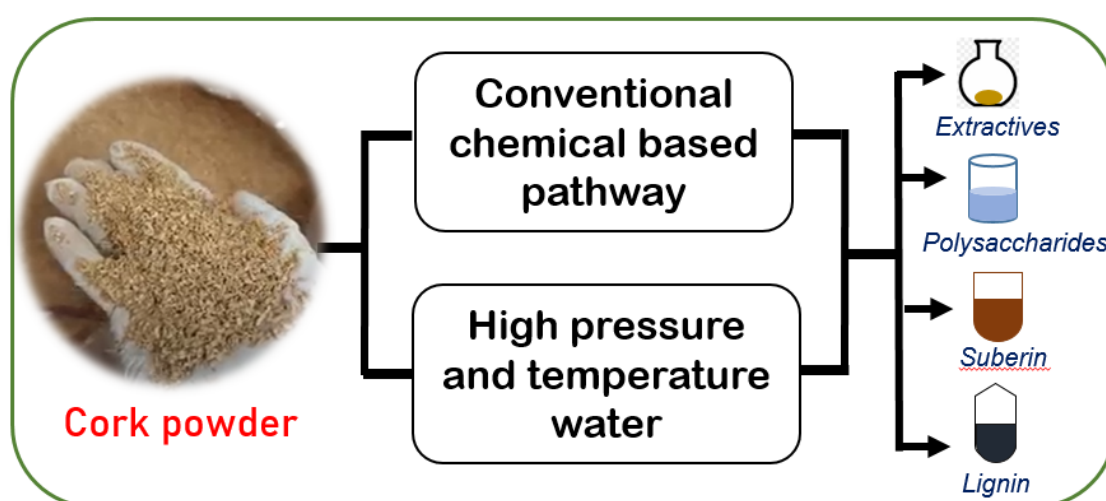 Conventional
chemical based
pathway
High pressure
and temperature
water
Cork powder
Extractives
Polysaccharides
Suberin
Lignin